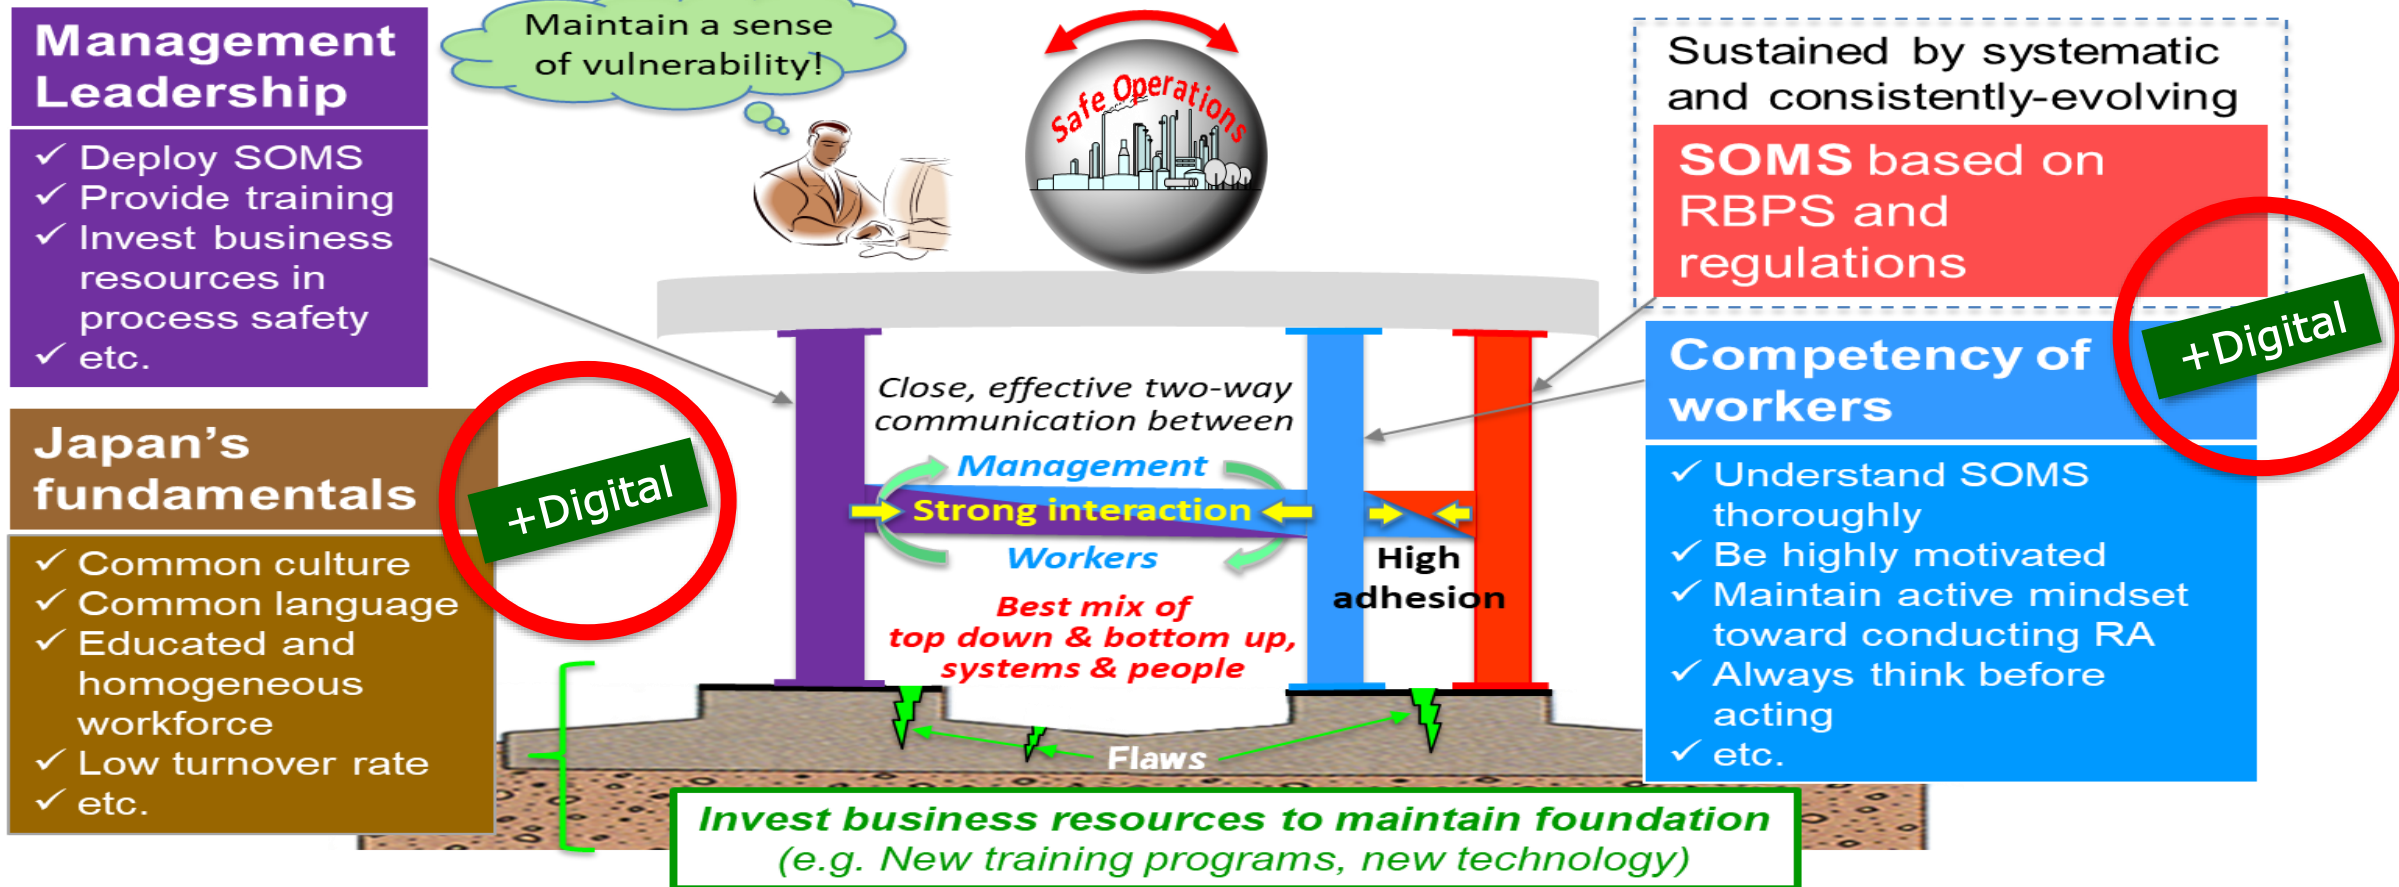 Management
Leadership
✓ Deploy SOMS
✓ Provide training
✓ Invest business
resources in
process safety
✓ etc.
Japan's
fundamentals
✓ Common culture
✓ Common language
✓ Educated and
homogeneous
workforce
✓ Low turnover rate
✓ etc.
+Digital
Maintain a sense
of vulnerability!
Safe Operations
Close, effective two-way
communication between
Management
Strong interaction
Workers
Best mix of
top down & bottom up,
systems & people
High
adhesion
Flaws
Invest business resources to maintain foundation
(e.g. New training programs, new technology)
Sustained by systematic
and consistently-evolving
SOMS based on
RBPS and
regulations
+Digital
Competency of
workers
✓ Understand SOMS
thoroughly
✓ Be highly motivated
✓ Maintain active mindset
toward conducting RA
✓ Always think before
acting
✓ etc.